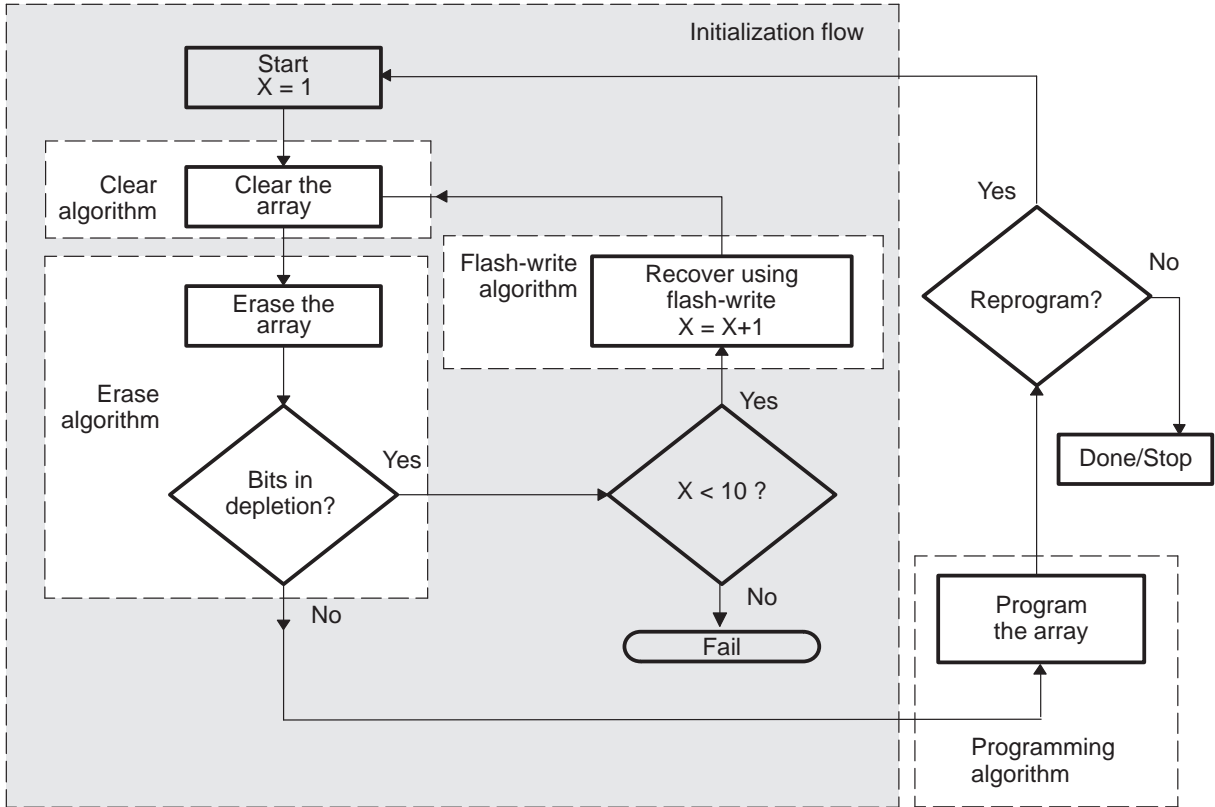 Initialization flow
Start
X = 1
Clear
algorithm
Clear the
array
Yes
Flash-write
algorithm
Recover using
flash-write
X = X+1
No
Reprogram?
Erase the
array
Erase
algorithm
Yes
Yes
Bits in
depletion?
X < 10 ?
Done/Stop
No
No
Fail
Program
the array
Programming
algorithm